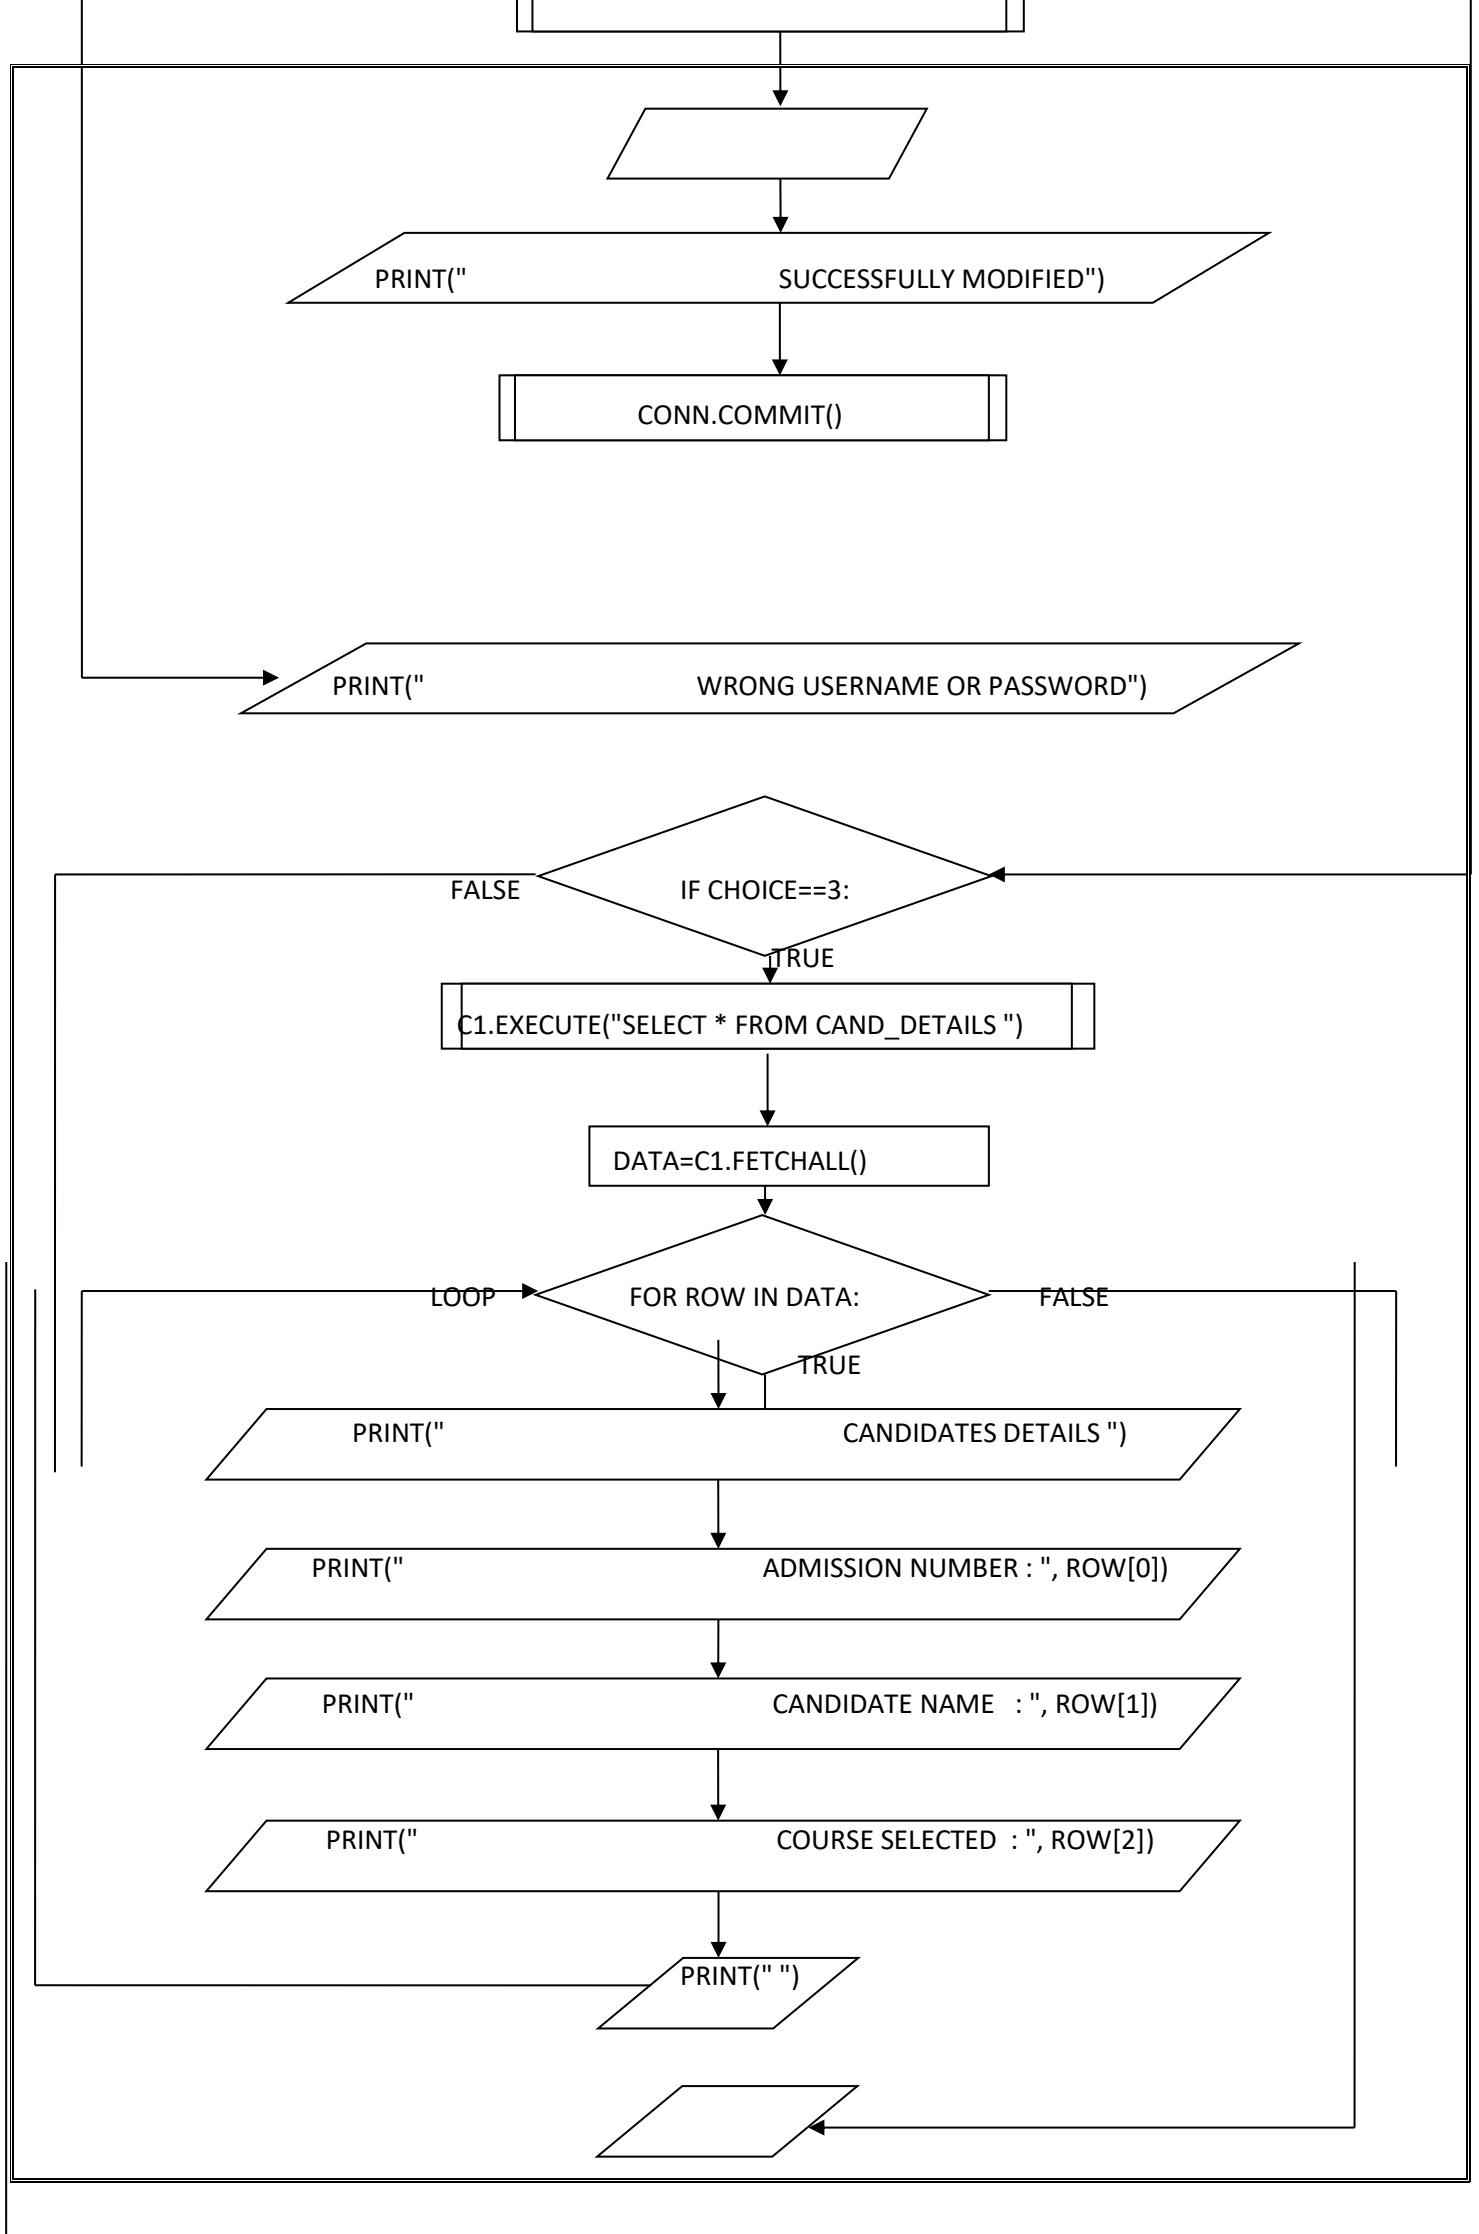 PRINT(" SUCCESSFULLY MODIFIED")
CONN.COMMIT()
PRINT(" WRONG USERNAME OR PASSWORD")
FALSE IF CHOICE==3:
TRUE
C1.EXECUTE("SELECT * FROM CAND_DETAILS ")
DATA=C1.FETCHALL()
LOOP FOR ROW IN DATA: FALSE
TRUE
PRINT(" CANDIDATES DETAILS ")
PRINT(" ADMISSION NUMBER : ", ROW[0])
PRINT(" CANDIDATE NAME : ", ROW[1])
PRINT(" COURSE SELECTED : ", ROW[2])
PRINT(" ")